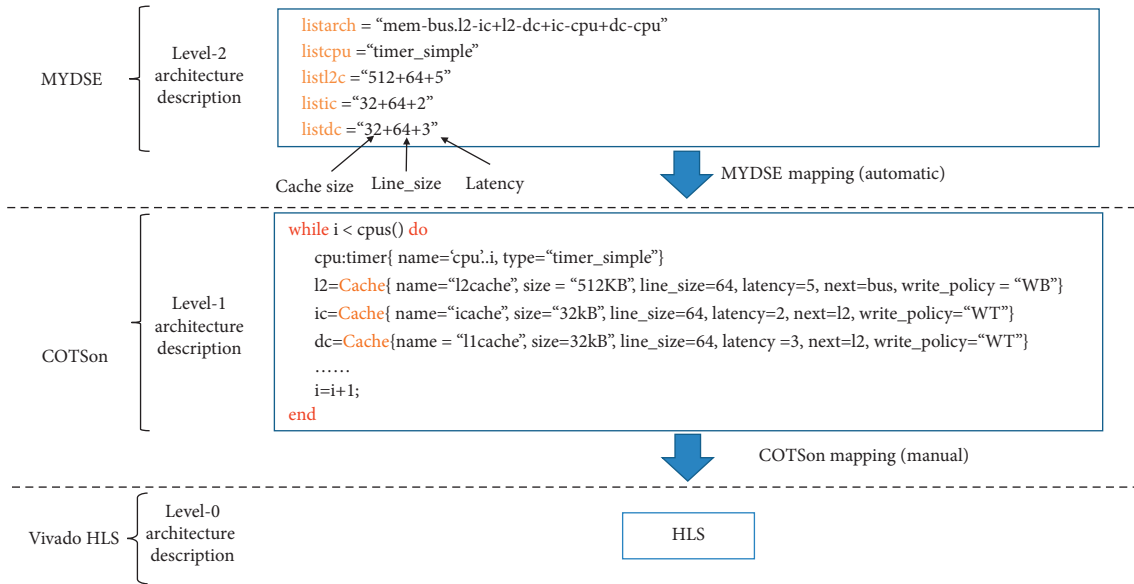 MYDSE
Level-2
architecture
description
listarch = “mem-bus.l2-ic+l2-dc+ic-cpu+dc-cpu”
listcpu =“timer_simple”
listl2c =“512+64+5”
listic =“32+64+2”
listdc =“32+64+3”
Cache size
Line_size
Latency
MYDSE mapping (automatic)
COTSon
Level-1
architecture
description
while i < cpus() do
cpu:timer{ name=‘cpu’..i, type=“timer_simple”}
l2=Cache{ name=“l2cache”, size = “512KB”, line_size=64, latency=5, next=bus, write_policy = “WB”}
ic=Cache{ name=“icache”, size=“32kB”, line_size=64, latency=2, next=l2, write_policy=“WT”}
dc=Cache{name = “l1cache”, size=32kB”, line_size=64, latency =3, next=l2, write_policy=“WT”}
......
i=i+1;
end
COTSon mapping (manual)
Vivado HLS
Level-0
architecture
description
HLS